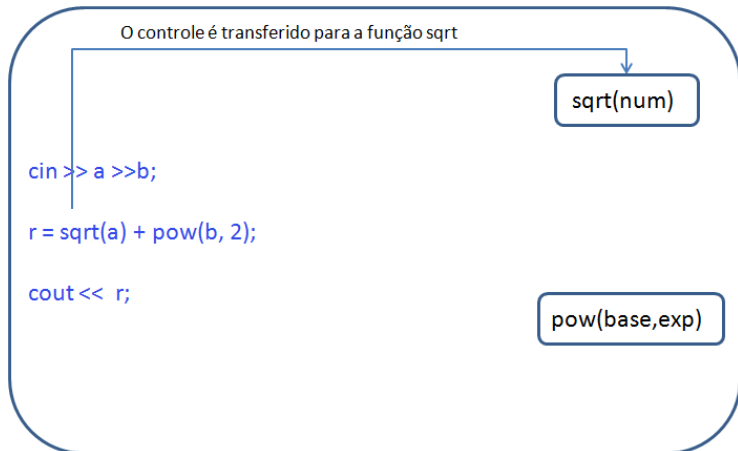 O controle é transferido para a função sqrt
sqrt(num)
cin >> a >>b;
r = sqrt(a) + pow(b, 2);
cout << r;
pow(base,exp)